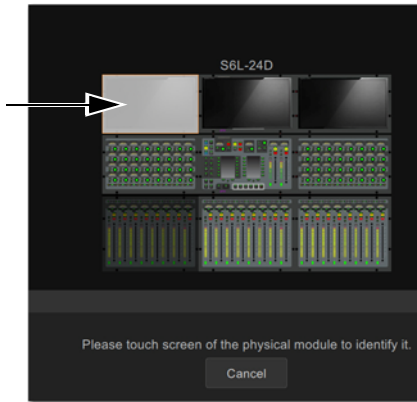 S6L-24D
Please touch screen of the physical module to identify it.
Cancel